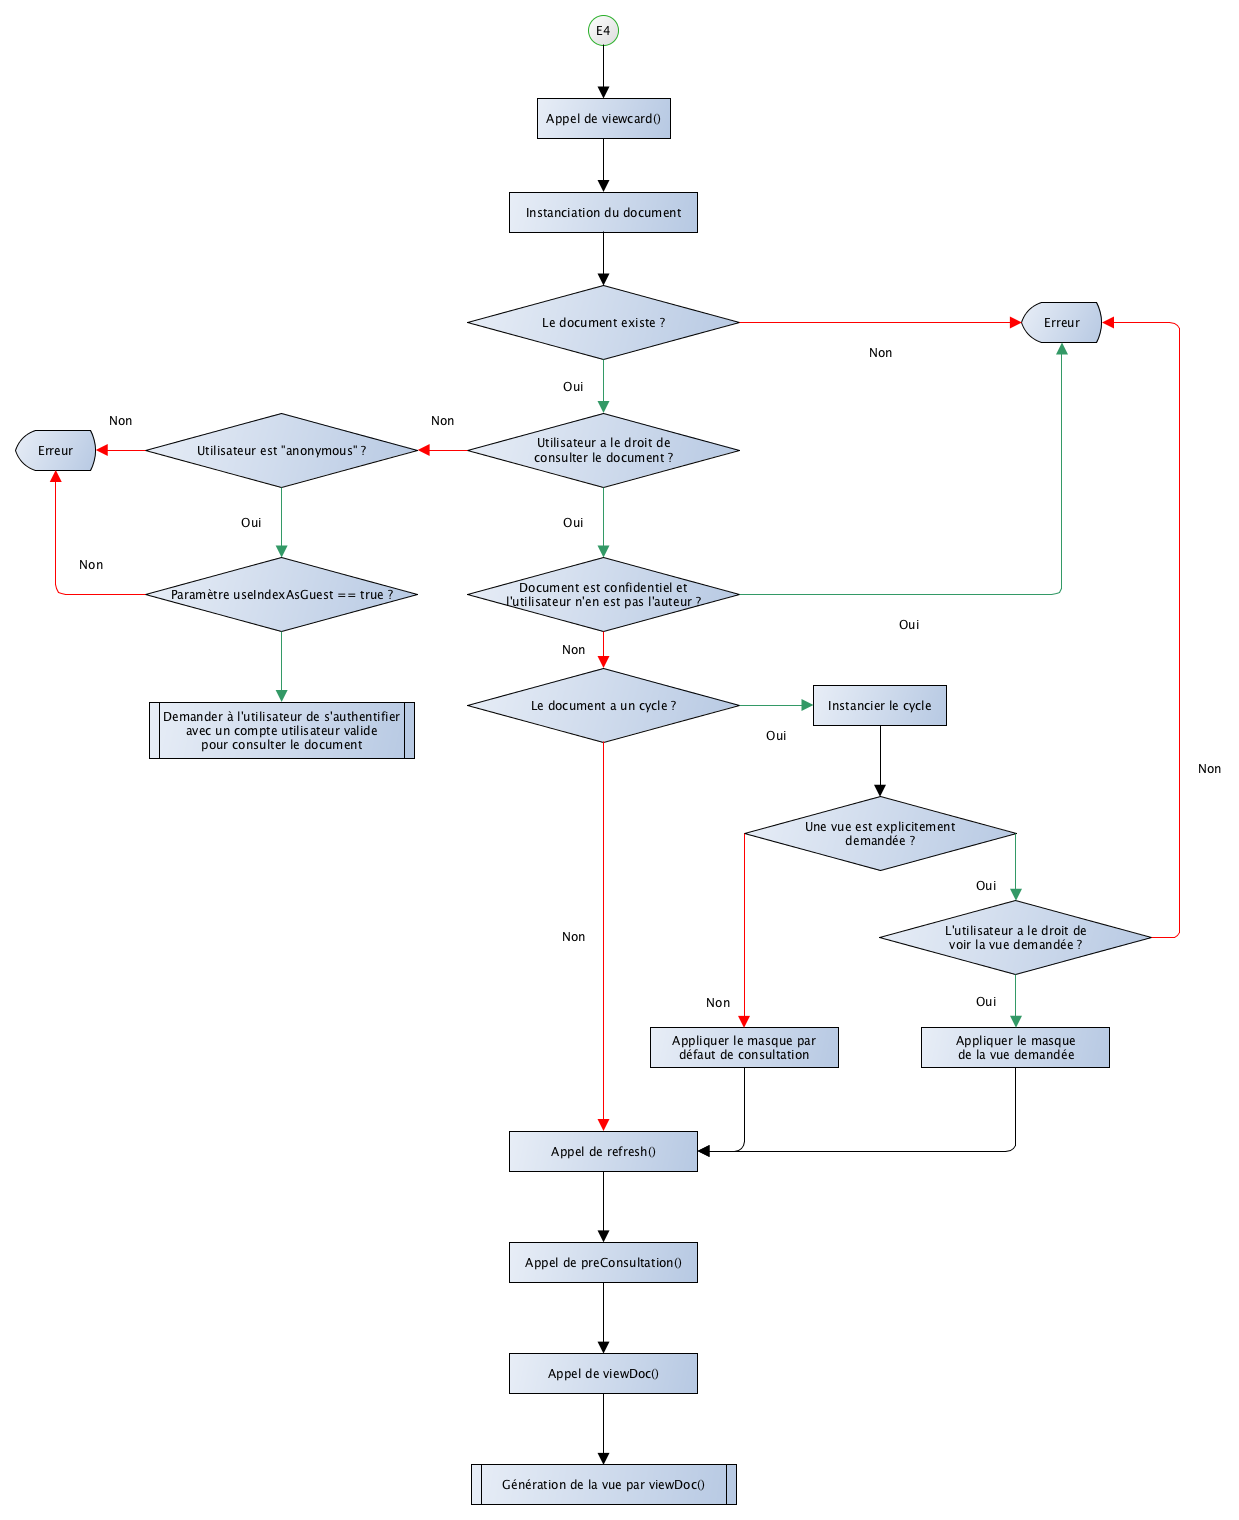 E4
Appel de viewcard()
Instanciation du document
Le document existe ?
Erreur
Non
Oui
Non
Non
Utilisateur a le droit de
consulter le document ?
Utilisateur est "anonymous" ?
Erreur
Oui
Oui
Non
Document est confidentiel et
l'utilisateur n'en est pas l'auteur ?
Paramètre useIndexAsGuest == true ?
Oui
Non
Le document a un cycle ?
Instancier le cycle
Oui
Demander à l'utilisateur de s'authentifier
avec un compte utilisateur valide
pour consulter le document
Non
Une vue est explicitement
demandée ?
Oui
L'utilisateur a le droit de
voir la vue demandée ?
Non
Non
Oui
Appliquer le masque par
défaut de consultation
Appliquer le masque
de la vue demandée
Appel de refresh()
Appel de preConsultation()
Appel de viewDoc()
Génération de la vue par viewDoc()